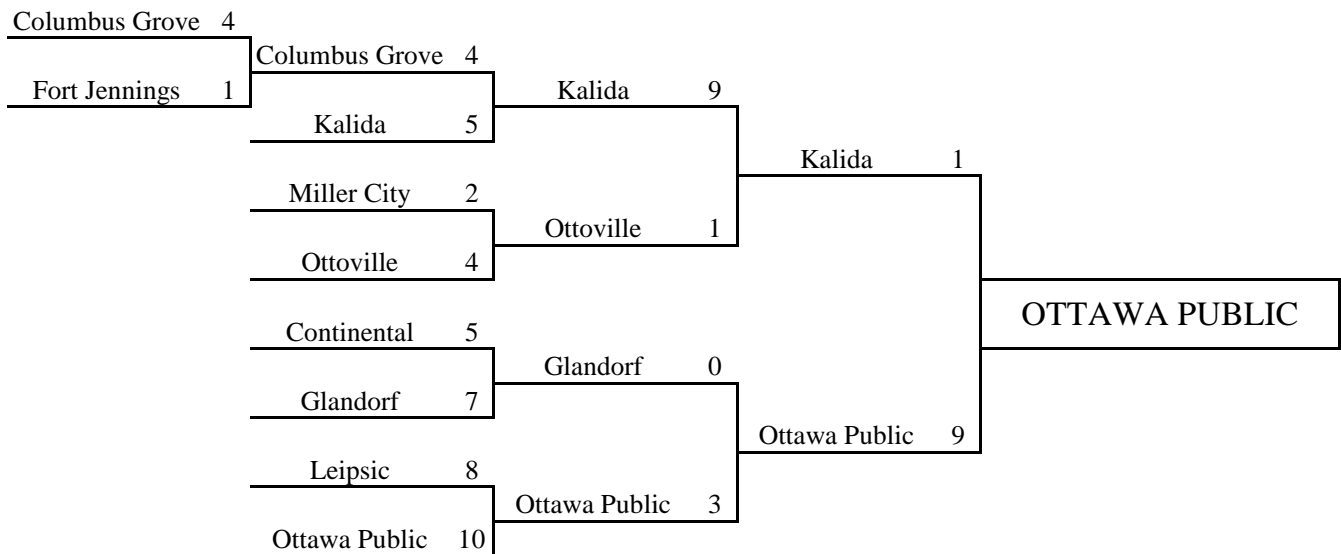 Columbus Grove 4
Columbus Grove 4
Fort Jennings 1
Kalida 9
Kalida 5
Kalida 1
Miller City 2
Ottoville 1
Ottoville 4
OTTAWA PUBLIC
Continental 5
Glandorf 0
Glandorf 7
Ottawa Public 9
Leipsic 8
Ottawa Public 3
Ottawa Public 10